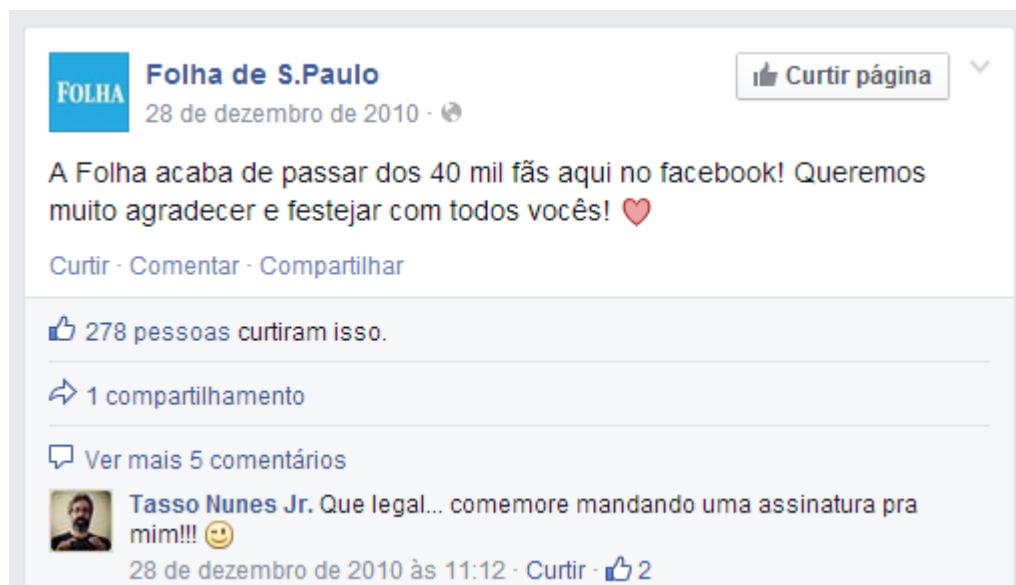 FOLHA
Folha de S.Paulo
Curtir página
28 de dezembro de 2010 ·
A Folha acaba de passar dos 40 mil fãs aqui no facebook! Queremos
muito agradecer e festejar com todos vocês!
Curtir · Comentar · Compartilhar
278 pessoas curtiram isso.
1 compartilhamento
Ver mais 5 comentários
Tasso Nunes Jr. Que legal... comemore mandando uma assinatura pra
mim!!!
28 de dezembro de 2010 às 11:12 · Curtir · 2